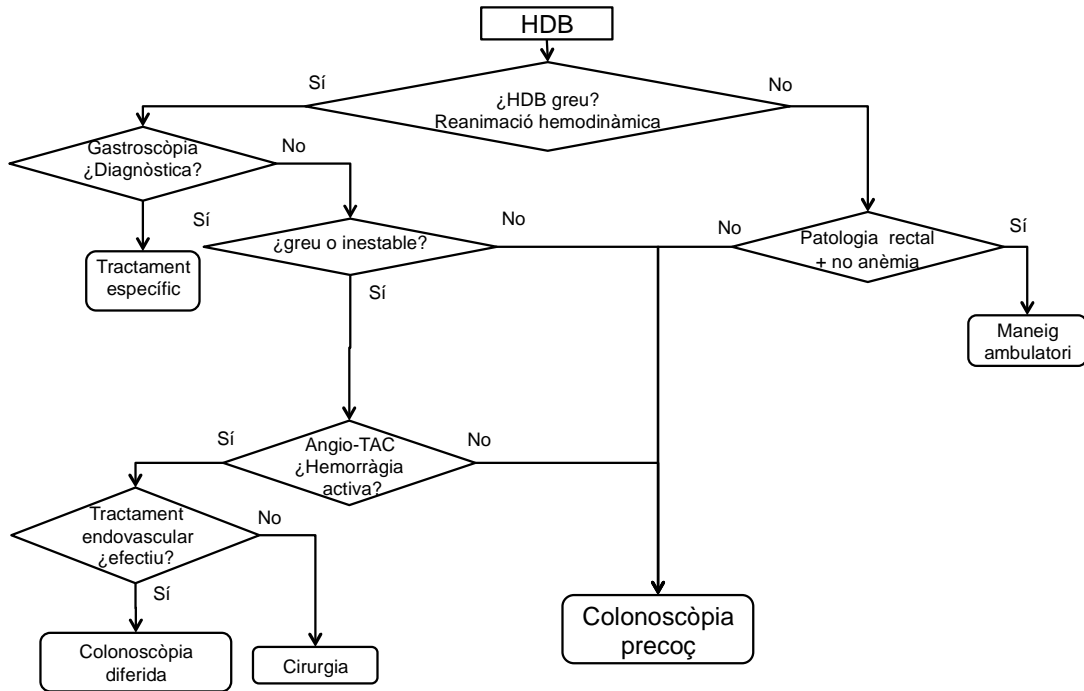 HDB
Sí
No
¿HDB greu?
Reanimació hemodinàmica
Gastroscòpia
¿Diagnòstica?
No
Sí
¿greu o inestable?
No
No
Patologia rectal
+ no anèmia
Sí
Tractament
específic
Sí
Maneig
ambulatori
Sí
Angio-TAC
¿Hemorràgia
activa?
No
Tractament
endovascular
¿efectiu?
No
Sí
Colonoscòpia
precoç
Colonoscòpia
diferida
Cirurgia